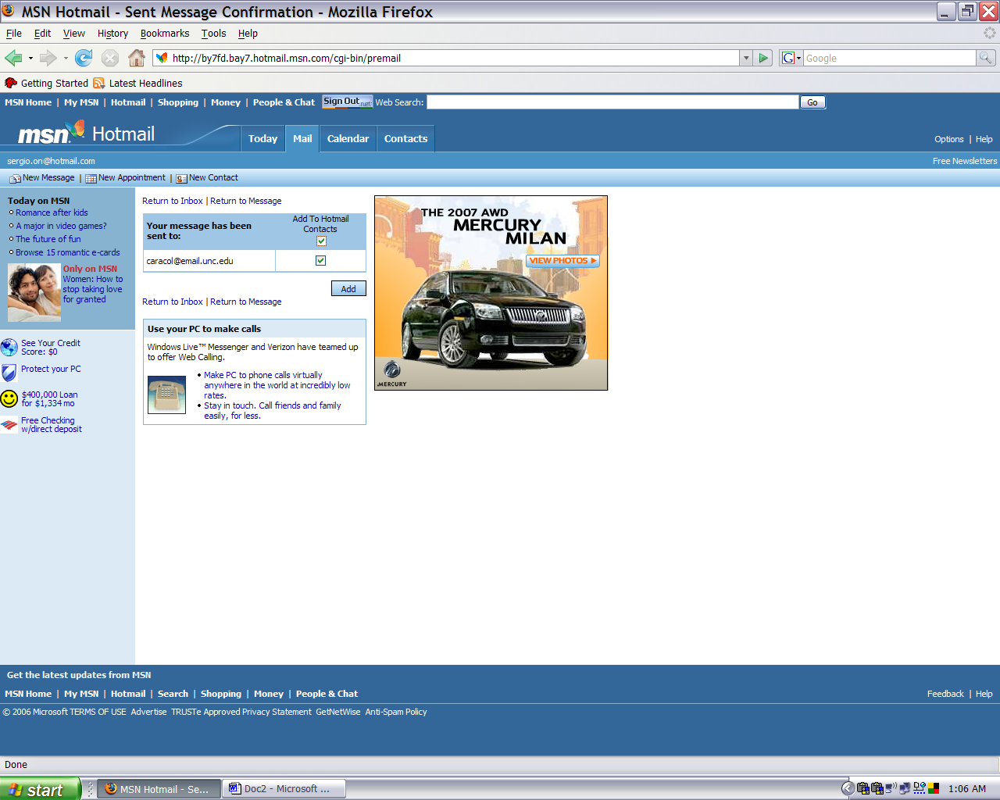 MSN Hotmail - Sent Message Confirmation - Mozilla Firefox
File Edit View History Bookmarks Tools Help
http://by7fd.bay7.hotmail.msn.com/cgi-bin/premail
G Google
Getting Started Latest Headlines
MSN Home | My MSN | Hotmail | Shopping | Money | People & Chat Sign Out .net Web Search: Go
msn Hotmail Today Mail Calendar Contacts Options | Help
sergio.on@hotmail.com Free Newsletters
New Message | New Appointment | New Contact
Today on MSN
Romance after kids
A major in video games?
The future of fun
Browse 15 romantic e-cards
Only on MSN
Women: How to
stop taking love
for granted
See Your Credit
Score: $0
Protect your PC
$400,000 Loan
for $1,334 mo
Free Checking
w/direct deposit
Return to Inbox | Return to Message
Your message has been
sent to:
Add To Hotmail
Contacts
caracol@email.unc.edu
Add
Return to Inbox | Return to Message
Use your PC to make calls
Windows Live™ Messenger and Verizon have teamed up
to offer Web Calling.
Make PC to phone calls virtually
anywhere in the world at incredibly low
rates.
Stay in touch. Call friends and family
easily, for less.
THE 2007 AWD
MERCURY
MILAN
VIEW PHOTOS
MERCURY
Get the latest updates from MSN
MSN Home | My MSN | Hotmail | Search | Shopping | Money | People & Chat Feedback | Help
© 2006 Microsoft TERMS OF USE Advertise TRUSTe Approved Privacy Statement GetNetWise Anti-Spam Policy
Done
start MSN Hotmail - Se... Doc2 - Microsoft ... 1:06 AM